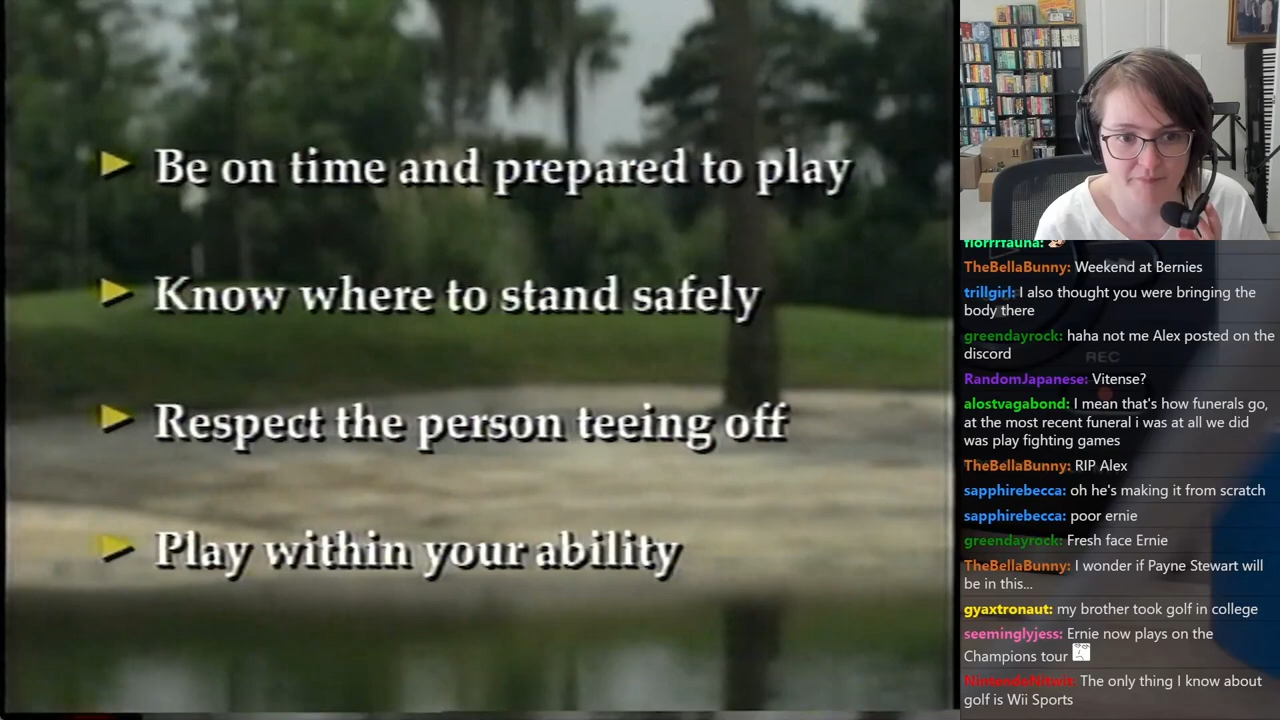 Be on time and prepared to play
Know where to stand safely
Respect the person teeing off
Play within your ability
florrrfauna:
TheBellaBunny: Weekend at Bernies
trillgirl: I also thought you were bringing the
body there
greendayrock: haha not me Alex posted on the
discord
REC
RandomJapanese: Vitense?
alostvagabond: I mean that's how funerals go,
at the most recent funeral i was at all we did
was play fighting games
TheBellaBunny: RIP Alex
sapphirebecca: oh he's making it from scratch
sapphirebecca: poor ernie
greendayrock: Fresh face Ernie
TheBellaBunny: I wonder if Payne Stewart will
be in this...
gyaxtronaut: my brother took golf in college
seeminglyjess: Ernie now plays on the
Champions tour
NintendoNitwit: The only thing I know about
golf is Wii Sports